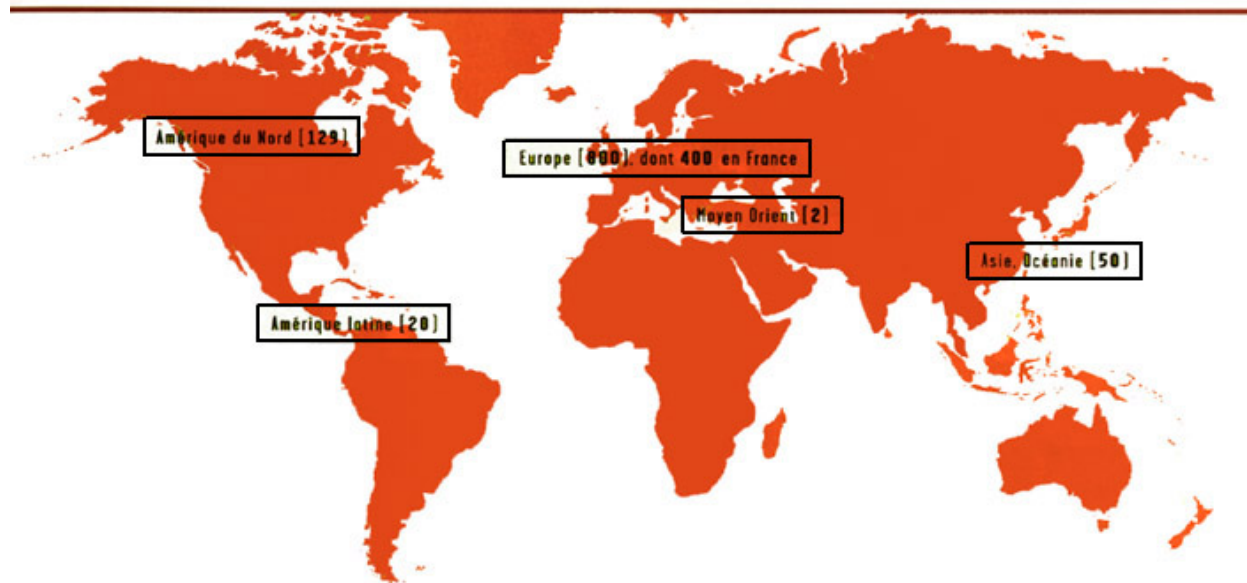 Amérique du Nord [129]
Europe [800], dont 400 en France
Moyen Orient [2]
Asie, Océanie [50]
Amérique latine [20]